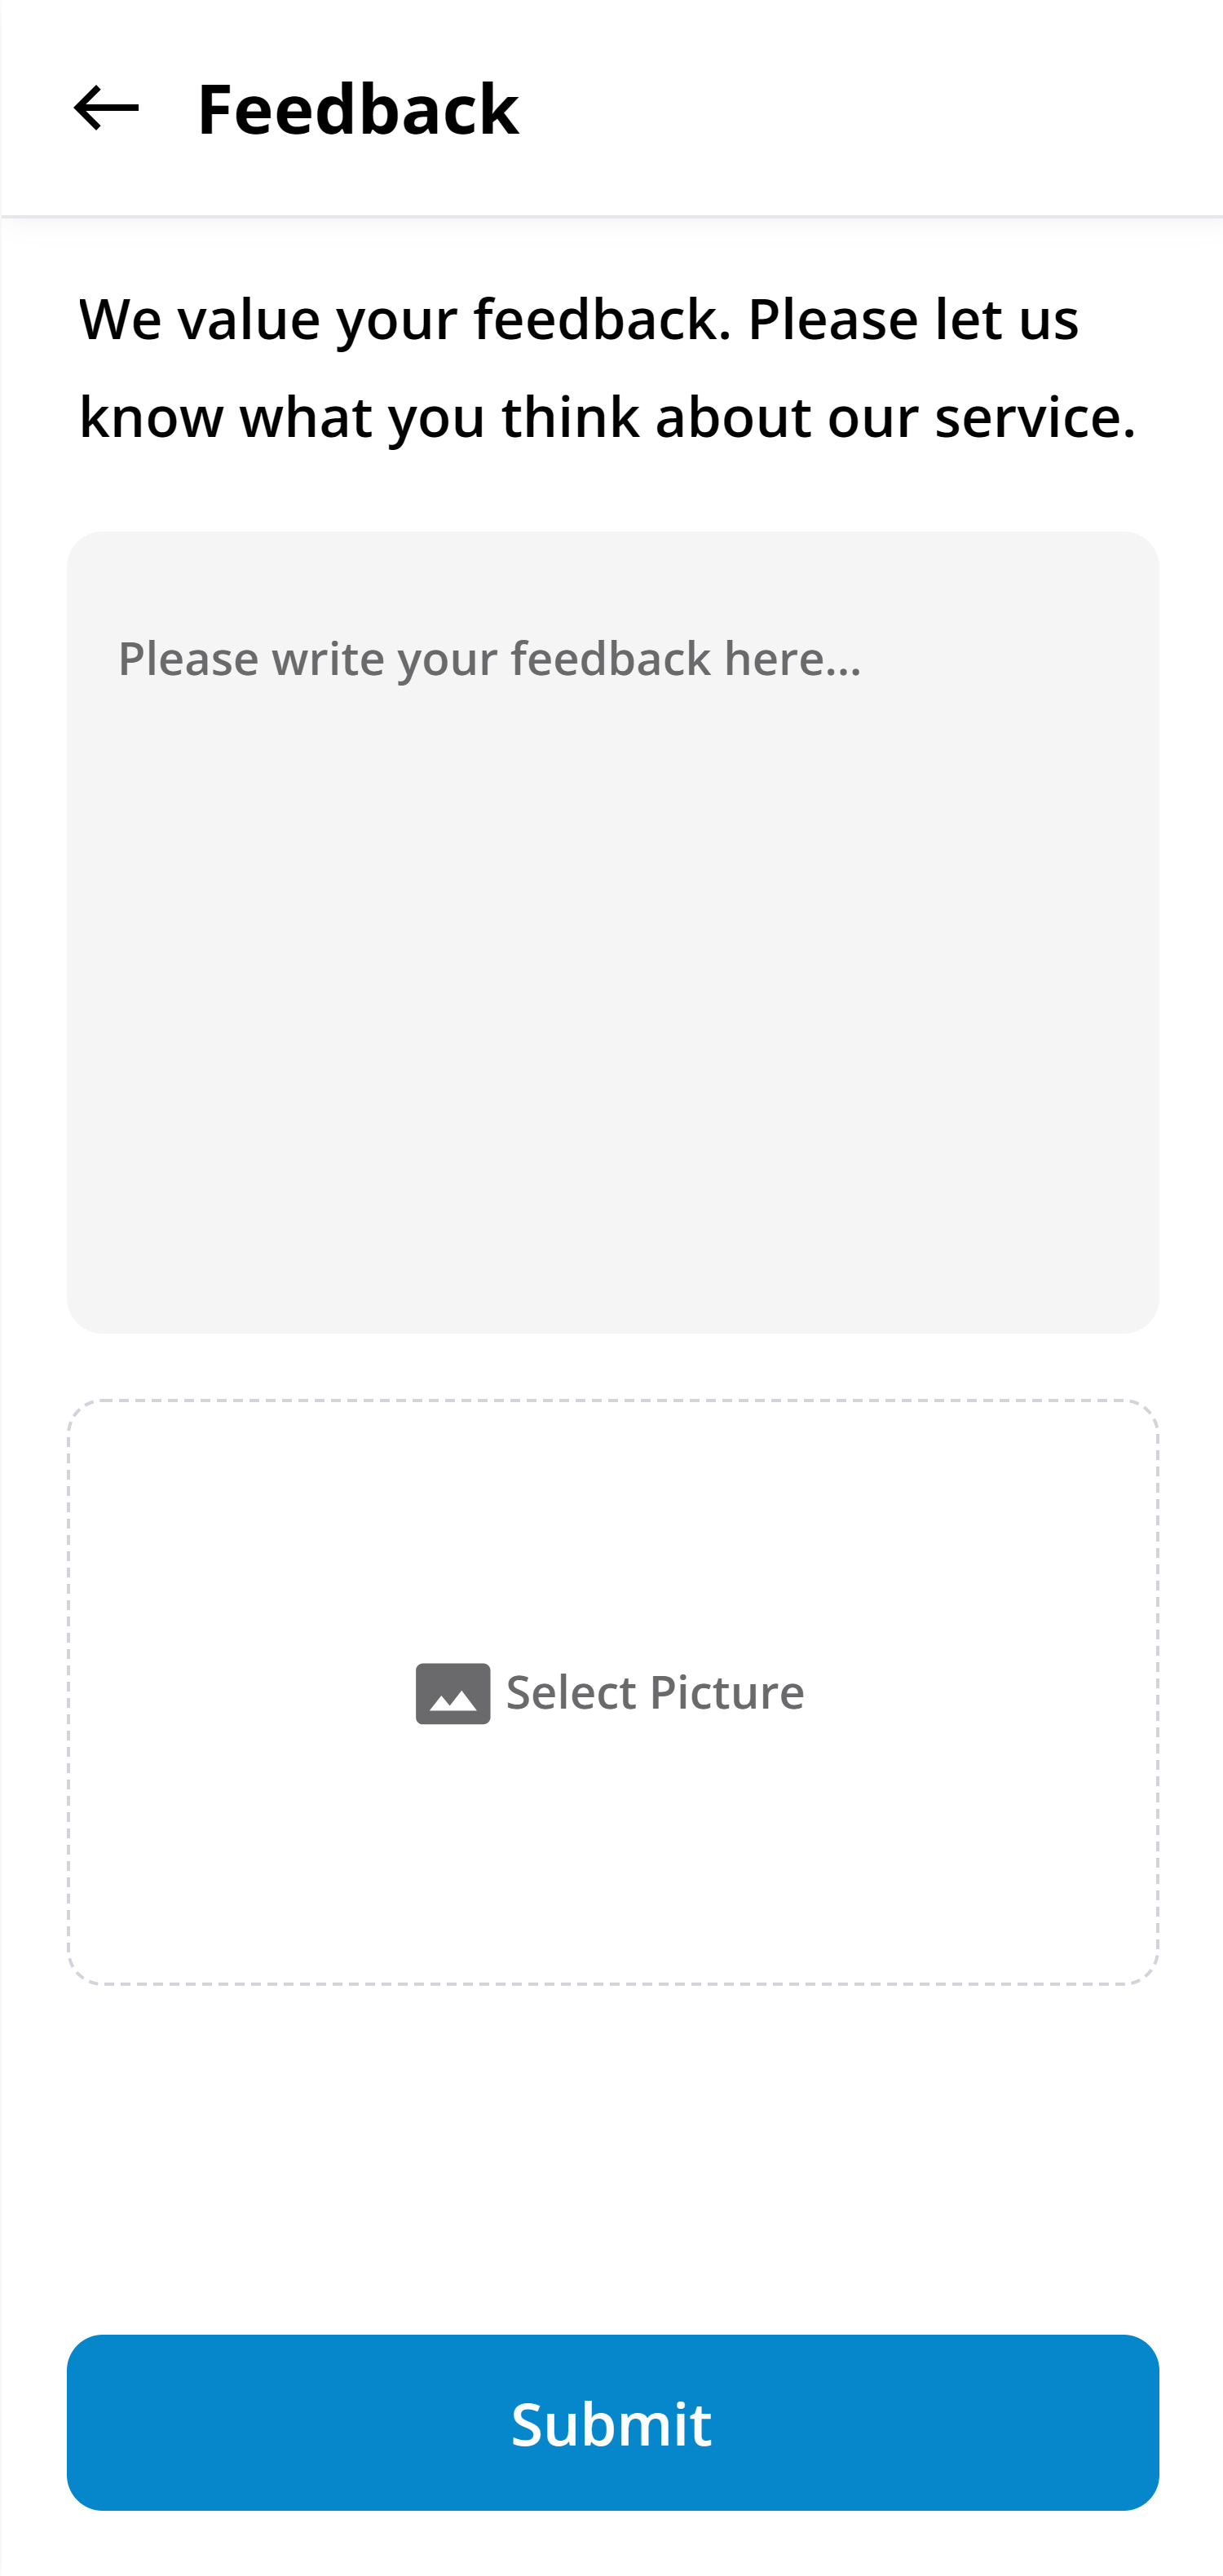 Feedback
We value your feedback. Please let us
know what you think about our service.
Please write your feedback here...
Select Picture
Submit